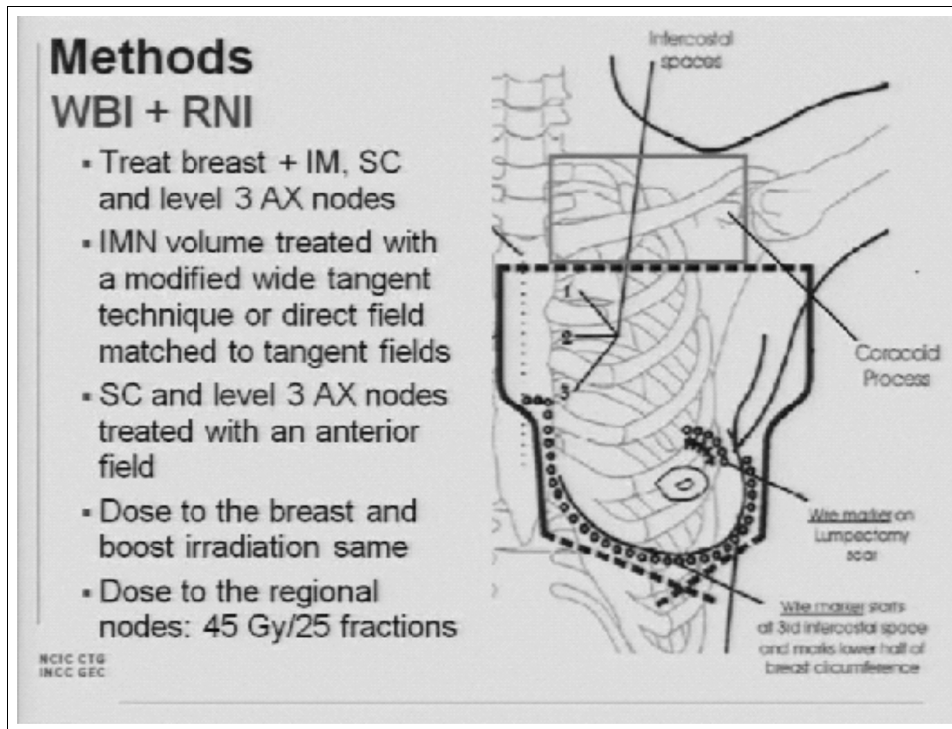 Methods
WBI + RNI
▪ Treat breast + IM, SC
and level 3 AX nodes
▪ IMN volume treated with
a modified wide tangent
technique or direct field
matched to tangent fields
▪ SC and level 3 AX nodes
treated with an anterior
field
▪ Dose to the breast and
boost irradiation same
▪ Dose to the regional
nodes: 45 Gy/25 fractions
NCIC CTG
INCC GEC
Intercostal
spaces
1
2
3
Coracoid
Process
Wire marker on
Lumpectomy
scar
Wire marker starts
at 3rd intercostal space
and marks lower half of
breast circumference